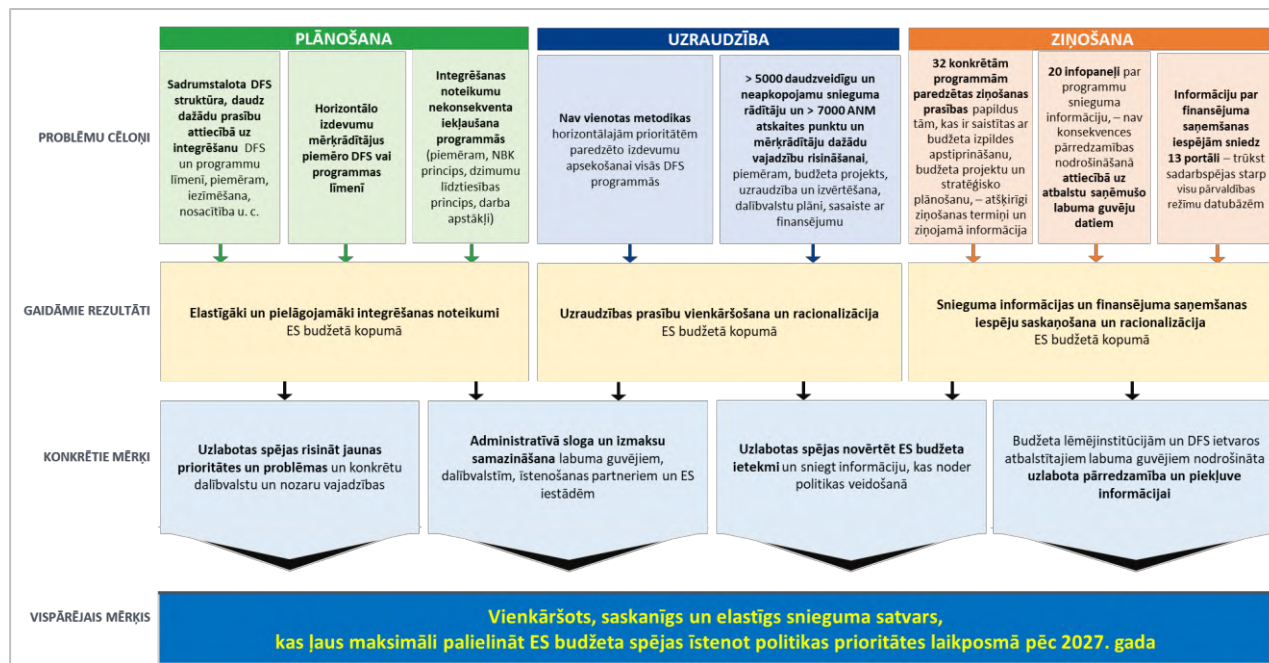 PLĀNOŠANA
UZRAUDZĪBA
ZIŅOŠANA
PROBLĒMU CĒLOŅI
Sadrumstalota DFS
struktūra, daudz
dažādu prasību
attiecībā uz
integrēšanu DFS
un programmu
līmenī, piemēram,
iezīmēšana,
nosacītība u. c.
Horizontālo
izdevumu
mērķrādītājus
piemēro DFS vai
programmas
līmenī
Integrēšanas
noteikumu
nekonsekventa
iekļaušana
programmās
(piemēram, NBK
princips, dzimumu
līdztiesības
princips, darba
apstākļi)
Nav vienotas metodikas
horizontālajām prioritātēm
paredzēto izdevumu
apsekošanai visās DFS
programmās
> 5000 daudzveidīgu un
neapkopojamu snieguma
rādītāju un > 7000 ANM
atskaites punktu un
mērķrādītāju dažādu
vajadzību risināšanai,
piemēram, budžeta projekts,
uzraudzība un izvērtēšana,
dalībvalstu plāni, sasaiste ar
finansējumu
32 konkrētām
programmām
paredzētas ziņošanas
prasības papildus
tām, kas ir saistītas ar
budžeta izpildes
apstiprināšanu,
budžeta projektu un
stratēģisko
plānošanu, – atšķirīgi
ziņošanas termiņi un
ziņojamā informācija
20 infopaneļi par
programmu
snieguma
informāciju, – nav
konsekvences
pārredzamības
nodrošināšanā
attiecībā uz
atbalstu saņēmušo
labuma guvēju
datiem
Informāciju par
finansējuma
saņemšanas
iespējām sniedz
13 portāli – trūkst
sadarbspējas starp
visu pārvaldības
režīmu datubāzēm
GAIDĀMIE REZULTĀTI
Elastīgāki un pielāgojamāki integrēšanas noteikumi
ES budžetā kopumā
Uzraudzības prasību vienkāršošana un racionalizācija
ES budžetā kopumā
Snieguma informācijas un finansējuma saņemšanas
iespēju saskaņošana un racionalizācija
ES budžetā kopumā
KONKRĒTIE MĒRĶI
Uzlabotas spējas risināt jaunas
prioritātes un problēmas un konkrētu
dalībvalstu un nozaru vajadzības
Administratīvā sloga un izmaksu
samazināšana labuma guvējiem,
dalībvalstīm, īstenošanas partneriem un ES
iestādēm
Uzlabotas spējas novērtēt ES budžeta
ietekmi un sniegt informāciju, kas noder
politikas veidošanā
Budžeta lēmējinstitūcijām un DFS ietvaros
atbalstītajiem labuma guvējiem nodrošināta
uzlabota pārredzamība un piekļuve
informācijai
VISPĀRĒJAIS MĒRĶIS
Vienkāršots, saskanīgs un elastīgs snieguma satvars,
kas ļaus maksimāli palielināt ES budžeta spējas īstenot politikas prioritātes laikposmā pēc 2027. gada